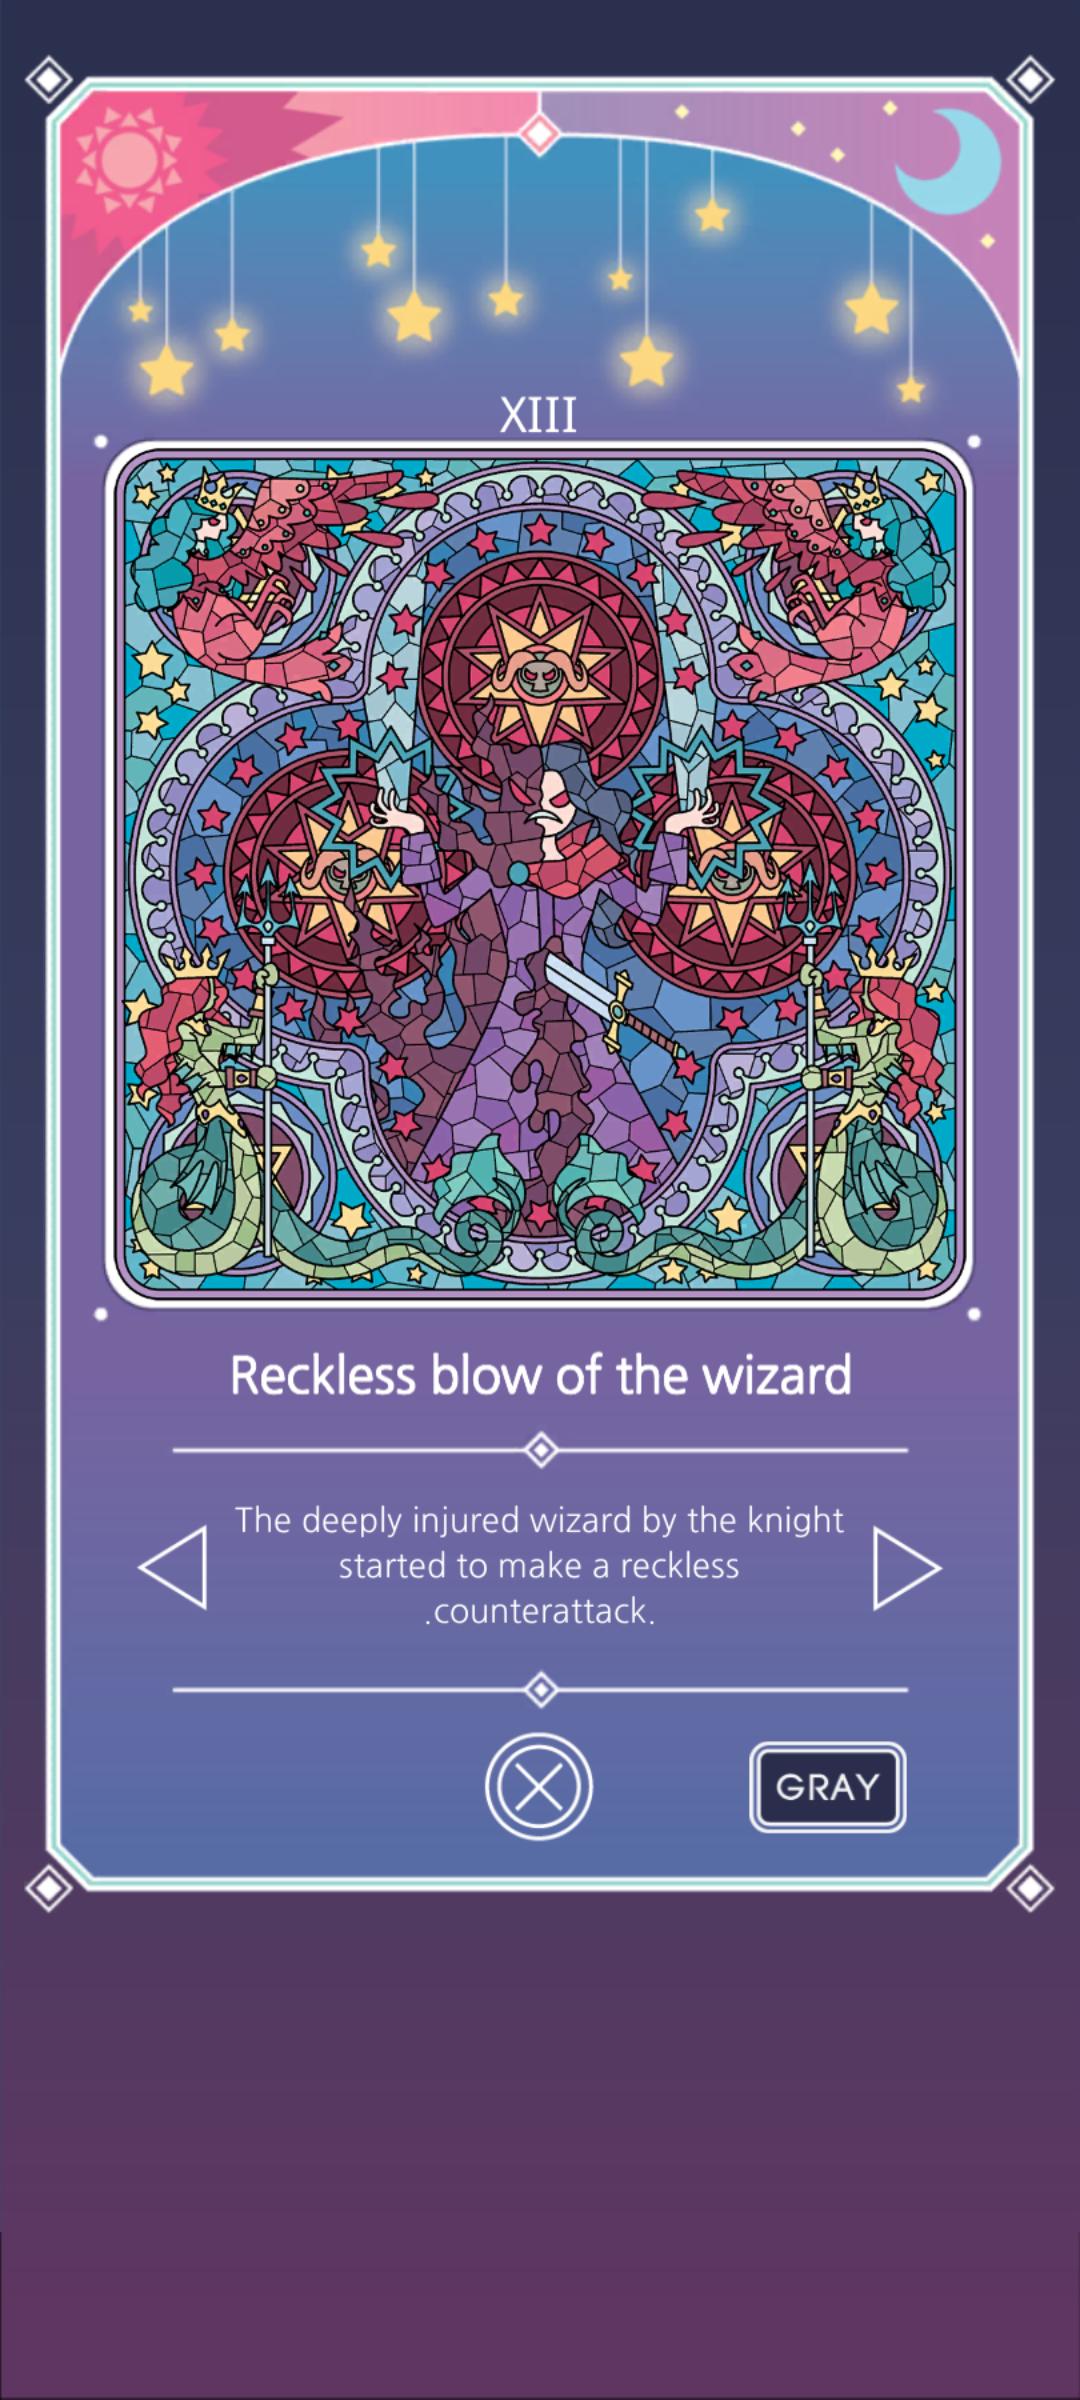 XIII
Reckless blow of the wizard
The deeply injured wizard by the knight
started to make a reckless
.counterattack.
GRAY